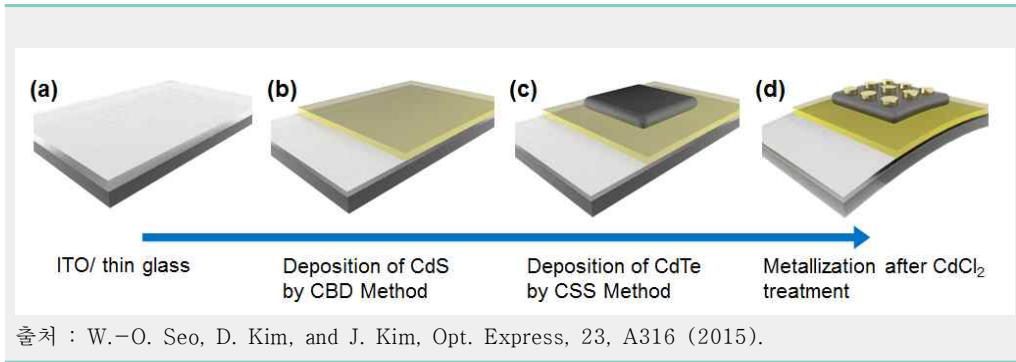 (a) (b) (c) (d)
ITO/ thin glass
Deposition of CdS
by CBD Method
Deposition of CdTe
by CSS Method
Metallization after CdCl₂
treatment
출처 : W.-O. Seo, D. Kim, and J. Kim, Opt. Express, 23, A316 (2015).